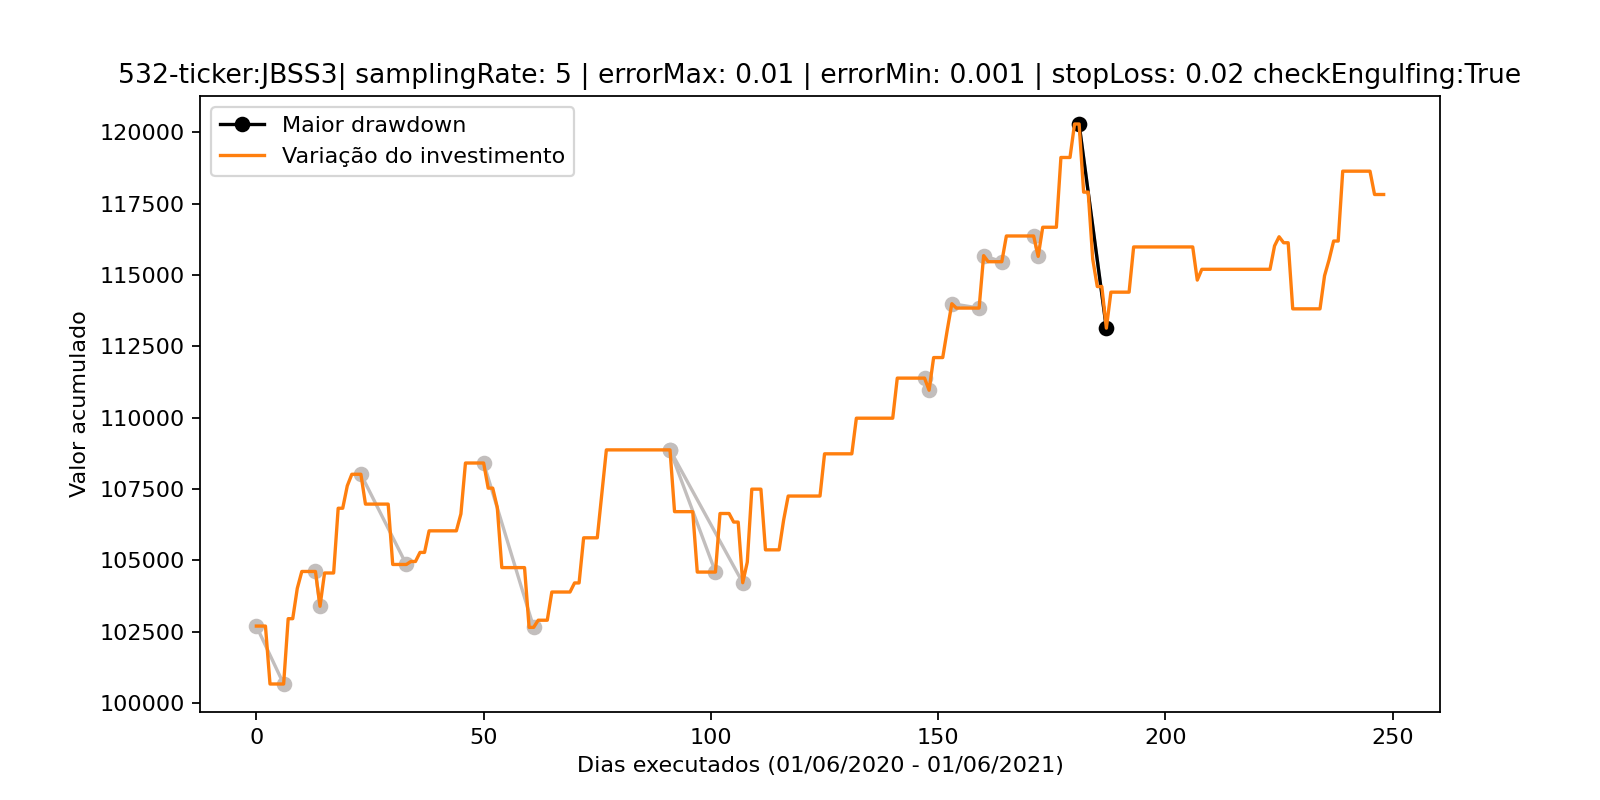 532-ticker:JBSS3| samplingRate: 5 | errorMax: 0.01 | errorMin: 0.001 | stopLoss: 0.02 checkEngulfing:True
Maior drawdown
Variação do investimento
120000
117500
115000
112500
110000
107500
105000
102500
100000
Valor acumulado
0 50 100 150 200 250
Dias executados (01/06/2020 - 01/06/2021)